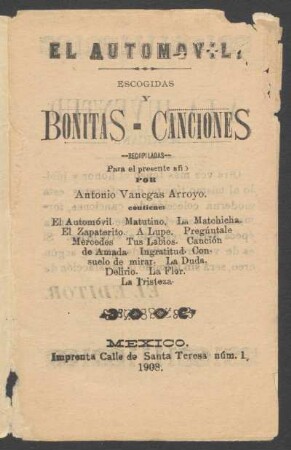 EL AUTOMOVIL.
ESCOGIDAS
Y
BONITAS - CANCIONES
—RECOPILADAS—
Para el presente año
POR
Antonio Vanegas Arroyo.
contienen
El Automóvil Matutino, La Matchicha.
El Zapaterito. A Lupe. Pregúntale
Mercedes Tus Labios. Canción
de Amada Ingratitud Con-
suelo de mirar. La Duda.
Delirio. La Flor.
La Tristeza
MEXICO.
Imprenta Calle de Santa Teresa núm. 1,
1908.